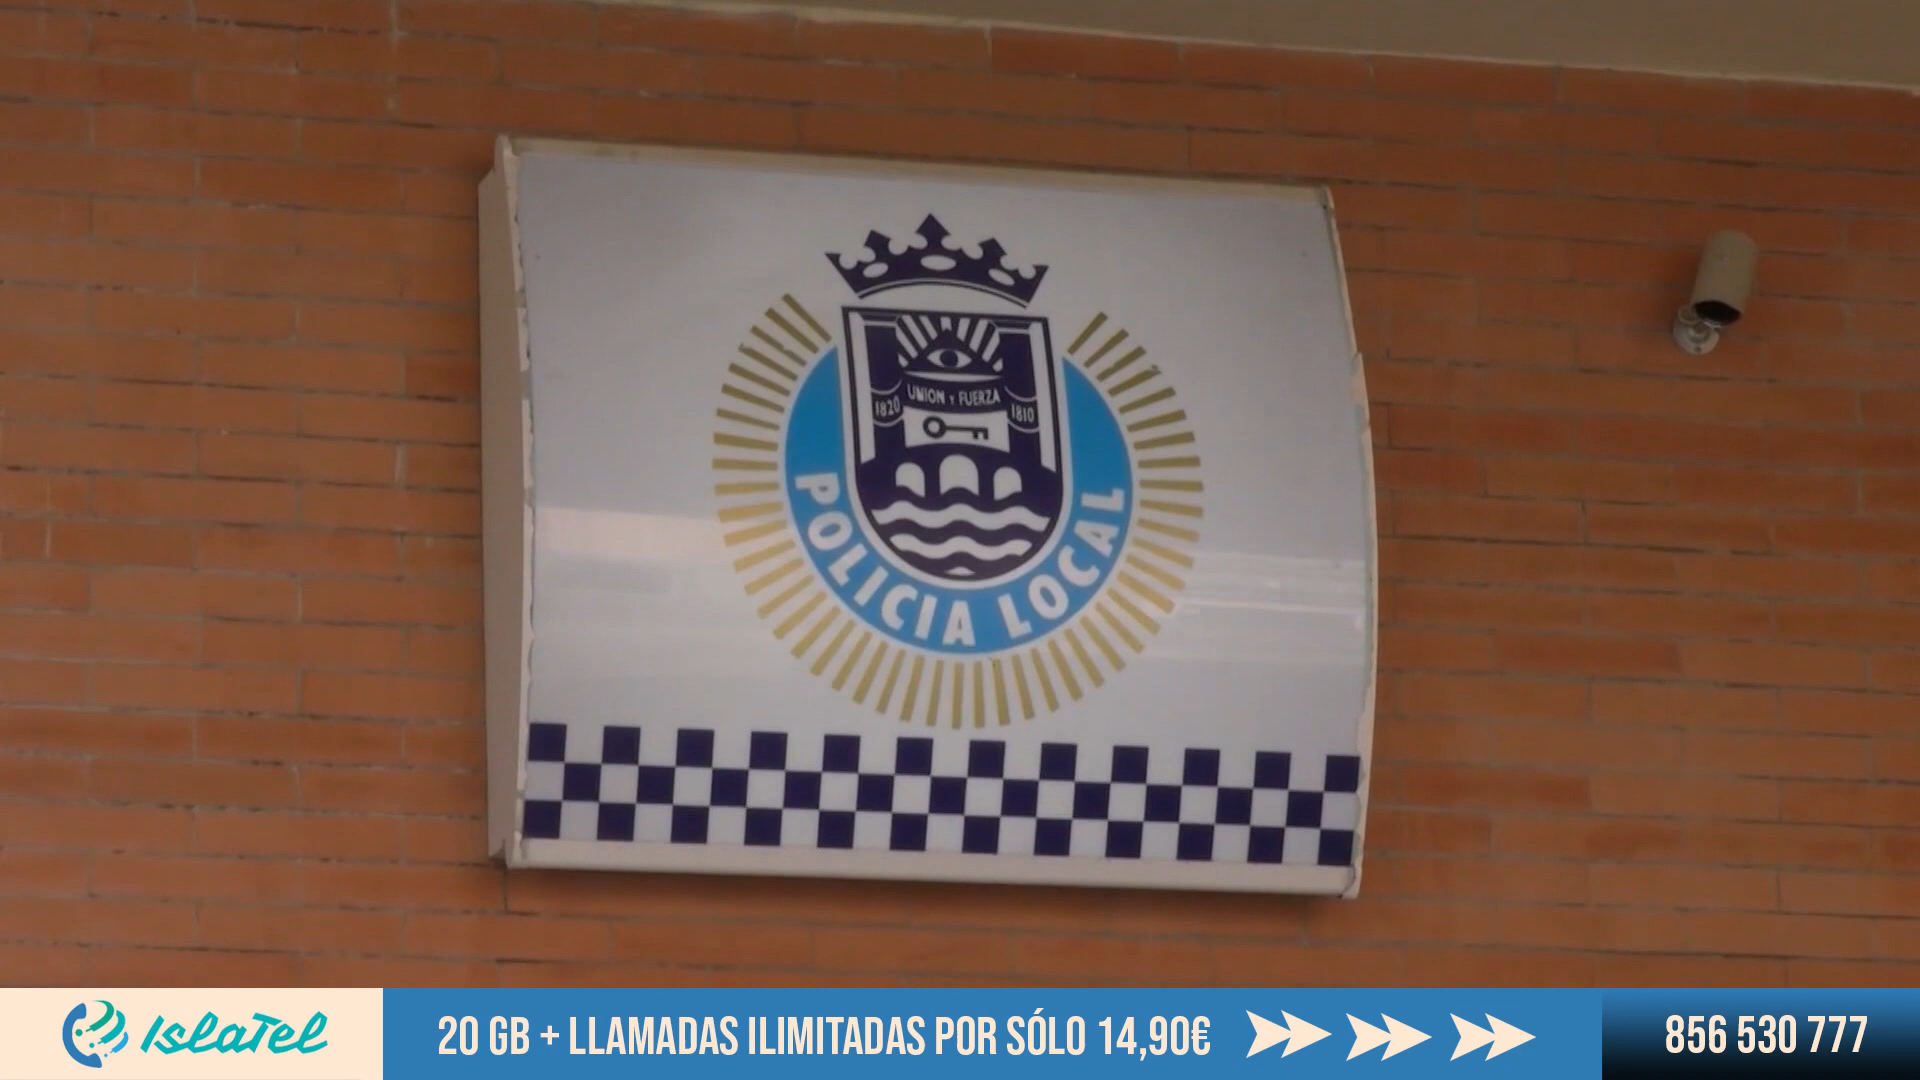 UNION Y FUERZA
1820
1810
POLICIA LOCAL
IslaTel
20 GB + LLAMADAS ILIMITADAS POR SÓLO 14,90€
856 530 777